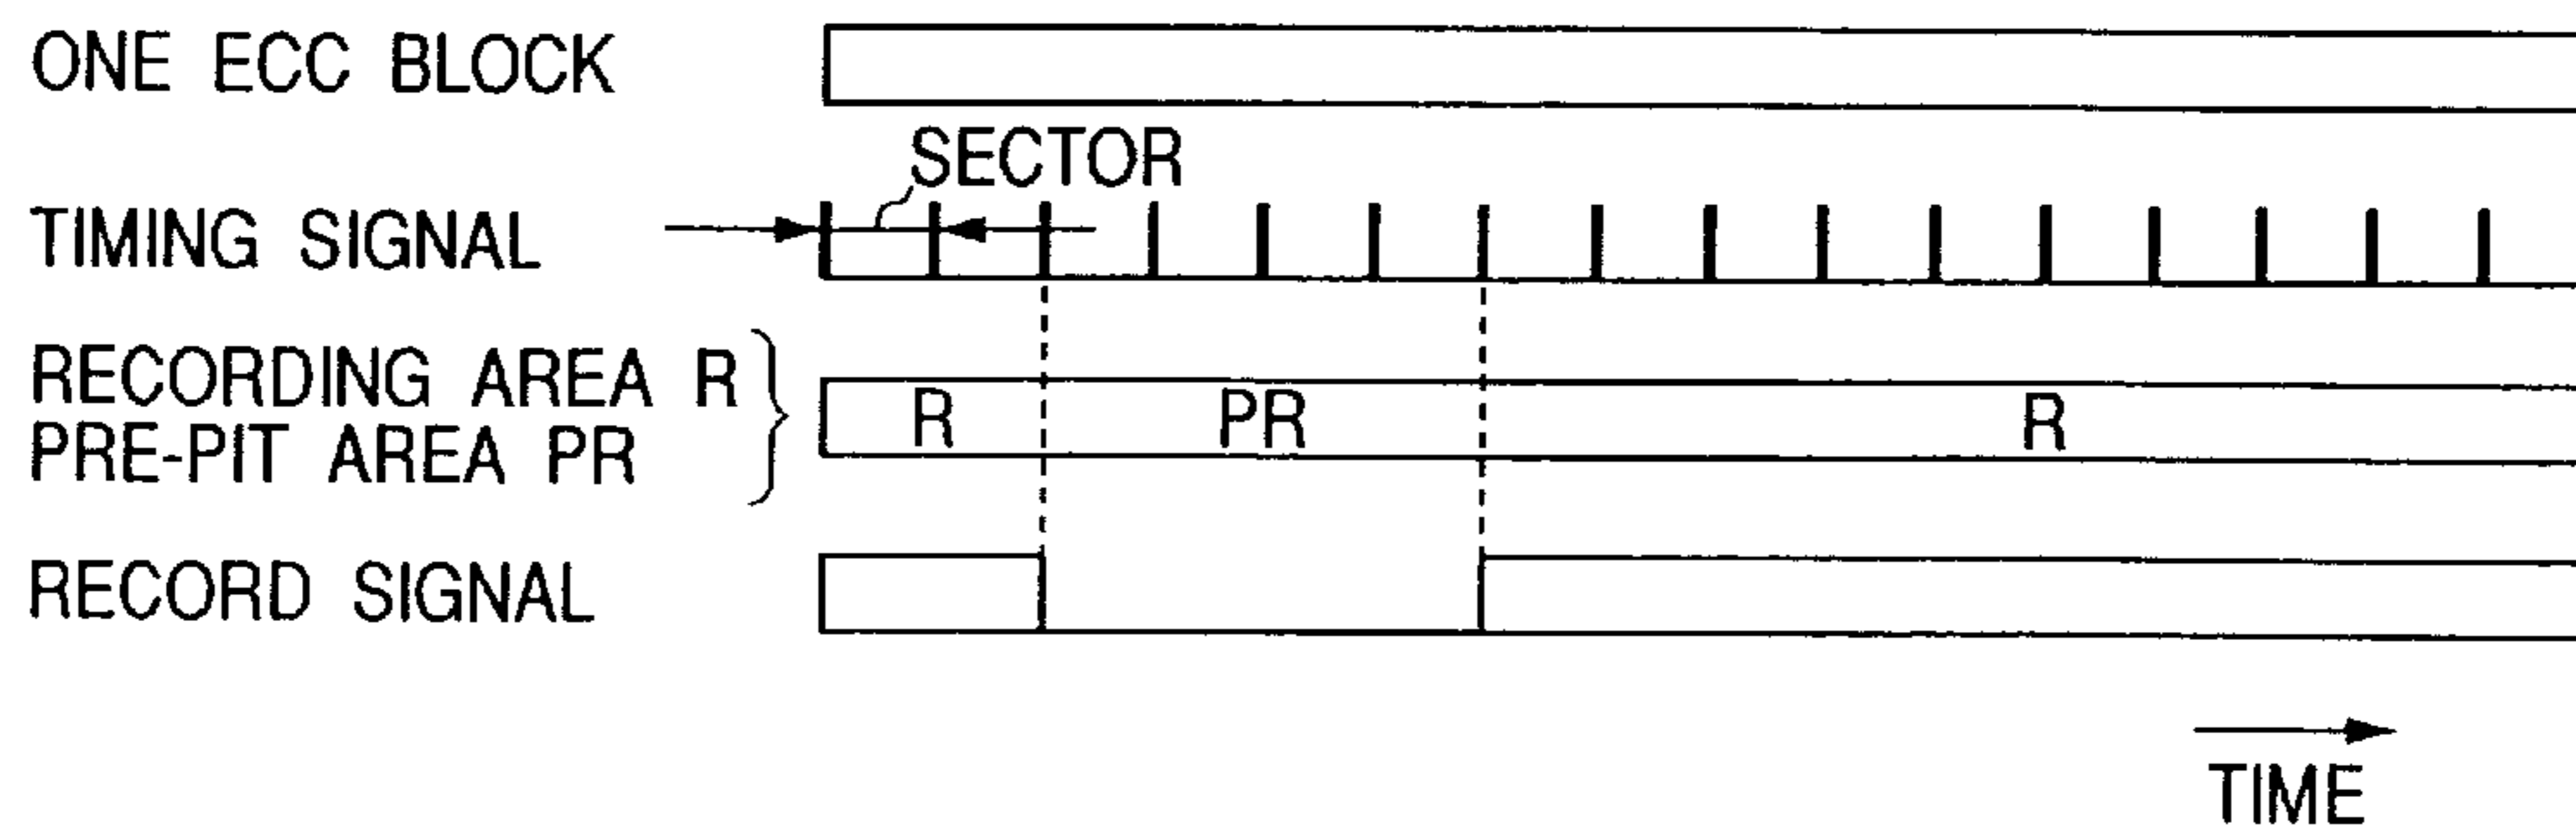 ONE ECC BLOCK
SECTOR
TIMING SIGNAL
RECORDING AREA R
PRE-PIT AREA PR
R PR R
RECORD SIGNAL
TIME